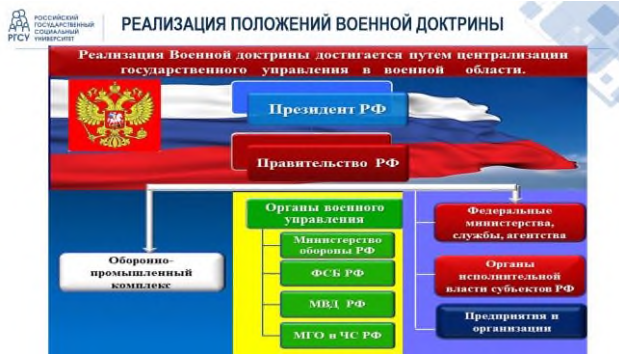 РОССИЙСКИЙ
ГОСУДАРСТВЕННЫЙ
СОЦИАЛЬНЫЙ
УНИВЕРСИТЕТ
РГСУ
РЕАЛИЗАЦИЯ ПОЛОЖЕНИЙ ВОЕННОЙ ДОКТРИНЫ
Реализация Военной доктрины достигается путем централизации
государственного управления в военной области.
Президент РФ
Правительство РФ
Оборонно-
промышленный
комплекс
Органы военного
управления
Министерство
обороны РФ
ФСБ РФ
МВД РФ
МГО и ЧС РФ
Федеральные
министерства,
службы, агентства
Органы
исполнительной
власти субъектов РФ
Предприятия и
организации